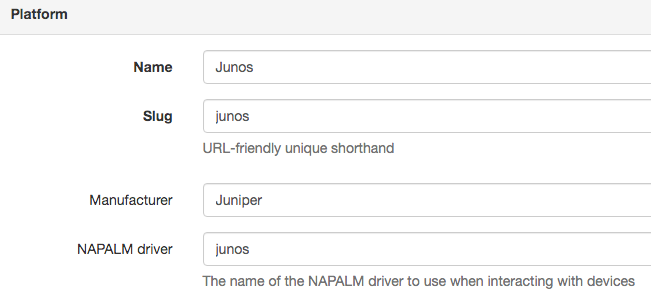 Platform
Name Junos
Slug junos
URL-friendly unique shorthand
Manufacturer Juniper
NAPALM driver junos
The name of the NAPALM driver to use when interacting with devices